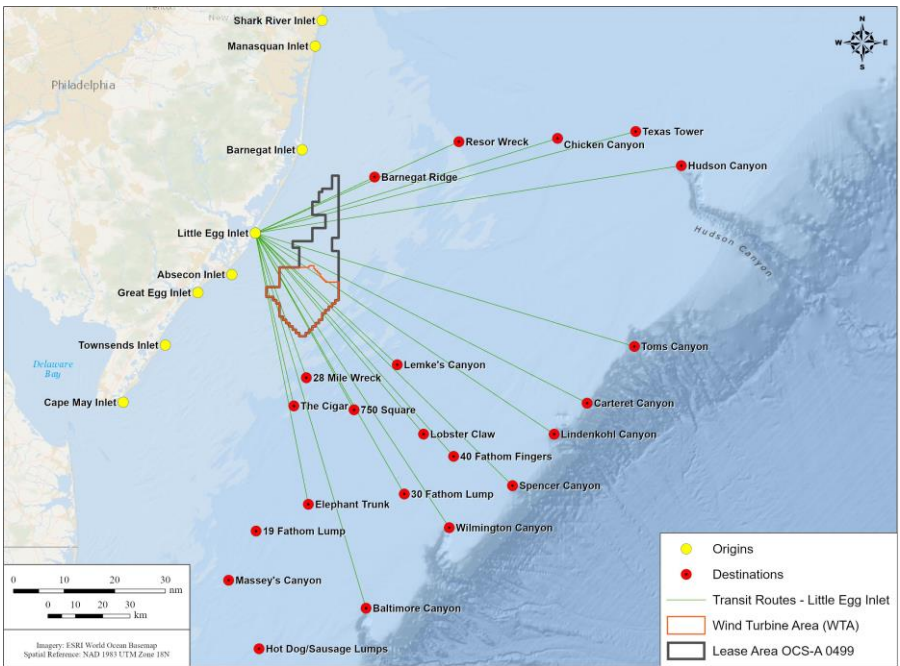 Shark River Inlet
Manasquan Inlet
N
W
E
S
Philadelphia
Texas Tower
Resor Wreck
Chicken Canyon
Barnegat Inlet
Hudson Canyon
Barnegat Ridge
Little Egg Inlet
Hudson Canyon
Absecon Inlet
Great Egg Inlet
Townsends Inlet
Toms Canyon
Delaware
Bay
Lemke's Canyon
28 Mile Wreck
Cape May Inlet
The Cigar
750 Square
Carteret Canyon
Lobster Claw
Lindenkohl Canyon
40 Fathom Fingers
Spencer Canyon
30 Fathom Lump
Elephant Trunk
Wilmington Canyon
19 Fathom Lump
Massey's Canyon
Baltimore Canyon
Hot Dog/Sausage Lumps
0 10 20 30
nm
0 10 20 30
km
Imagery: ESRI World Ocean Basemap
Spatial Reference: NAD 1983 UTM Zone 18N
Origins
Destinations
Transit Routes - Little Egg Inlet
Wind Turbine Area (WTA)
Lease Area OCS-A 0499